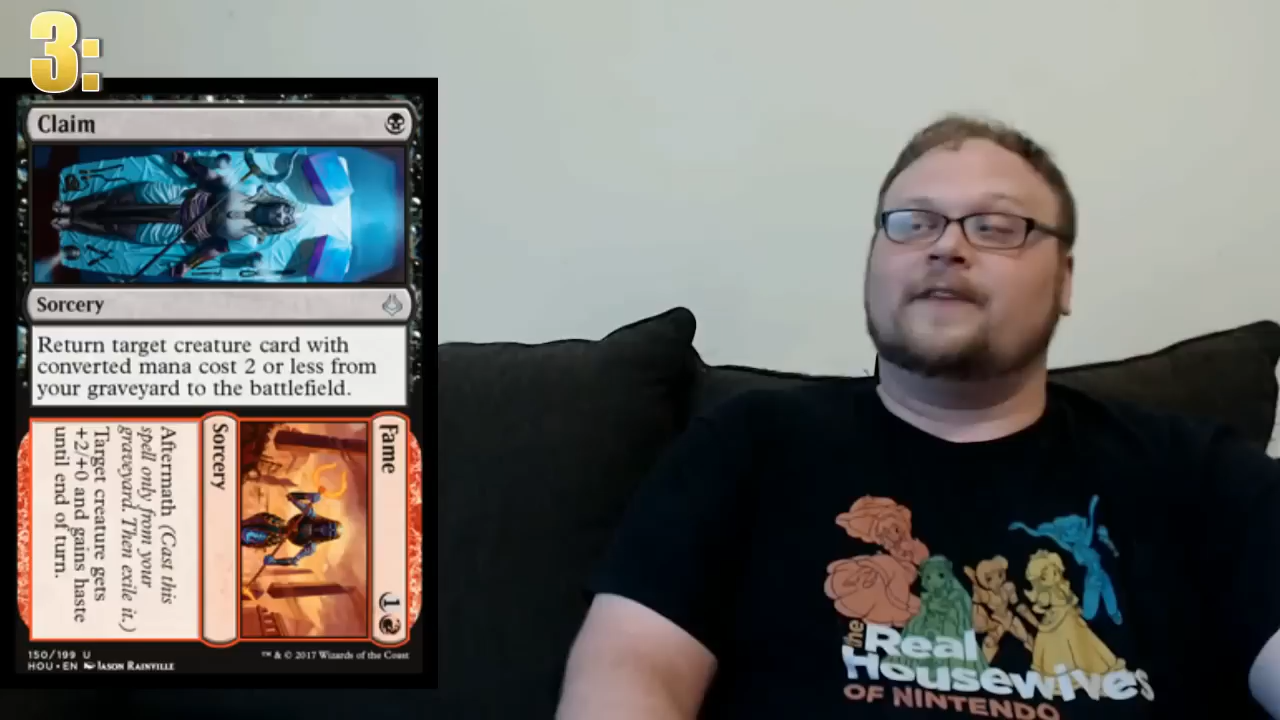 3:
Claim
Sorcery
Return target creature card with
converted mana cost 2 or less from
your graveyard to the battlefield.
Fame
1
Sorcery
Aftermath (Cast this
spell only from your
graveyard. Then exile it.)
Target creature gets
+2/+0 and gains haste
until end of turn.
150/199 U
HOU • EN Jason Rainville
™ & © 2017 Wizards of the Coast
the
Real
Housewives
OF NINTENDO